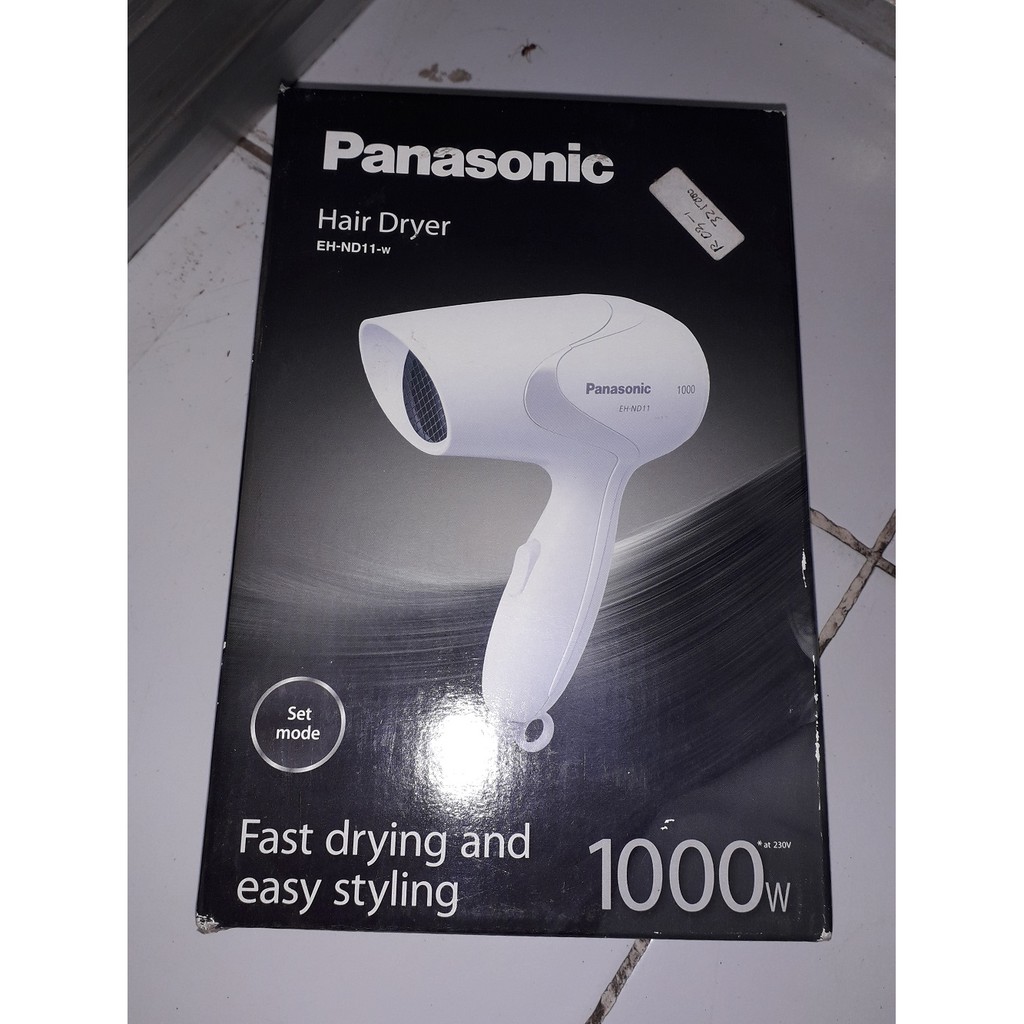 Panasonic
Hair Dryer
EH-ND11-W
Panasonic 1000
EH-ND11
Set
mode
Fast drying and
easy styling
1000W
*at 230V